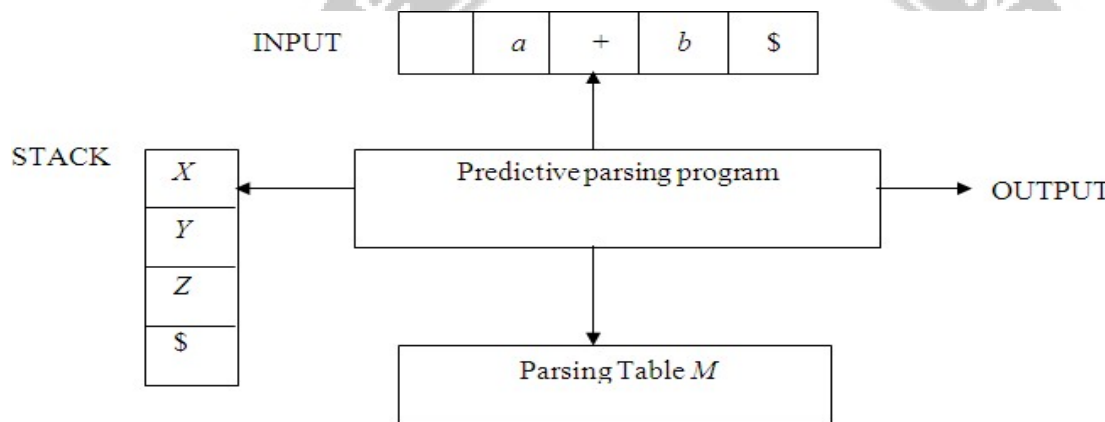 INPUT a + b $
STACK
X
Predictive parsing program
OUTPUT
Y
Z
$
Parsing Table M